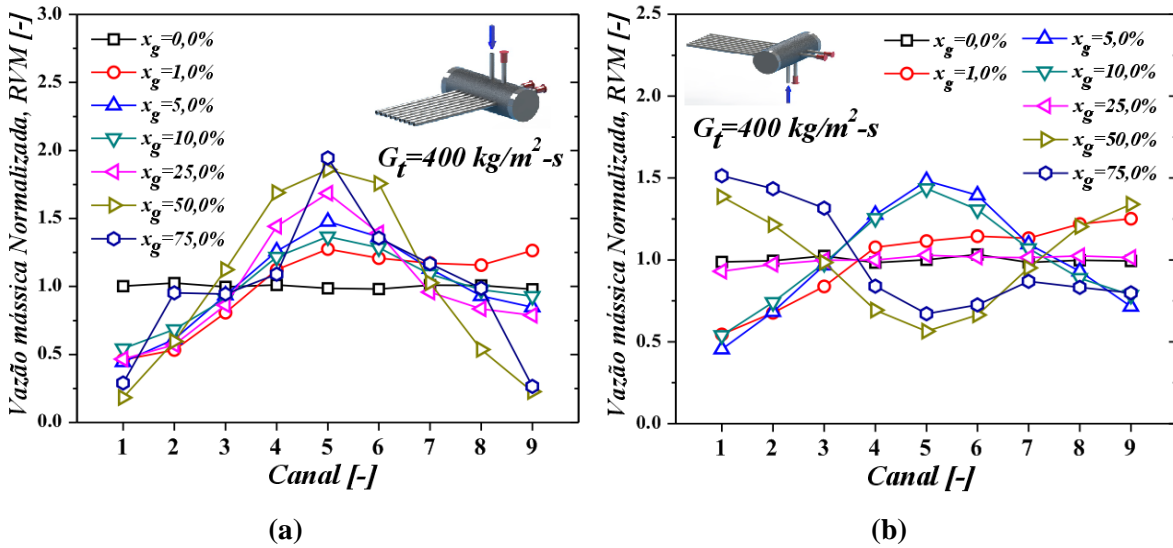 Vazão mássica Normalizada, RVM [-]
3.0
2.5
2.0
1.5
1.0
0.5
0.0
x_g=0,0%
x_g=1,0%
x_g=5,0%
x_g=10,0%
x_g=25,0%
x_g=50,0%
x_g=75,0%
G_t=400 kg/m²-s
1 2 3 4 5 6 7 8 9
Canal [-]
(a)
Vazão mássica Normalizada, RVM [-]
2.5
2.0
1.5
1.0
0.5
0.0
x_g=0,0%
x_g=1,0%
x_g=5,0%
x_g=10,0%
x_g=25,0%
x_g=50,0%
x_g=75,0%
G_t=400 kg/m²-s
1 2 3 4 5 6 7 8 9
Canal [-]
(b)